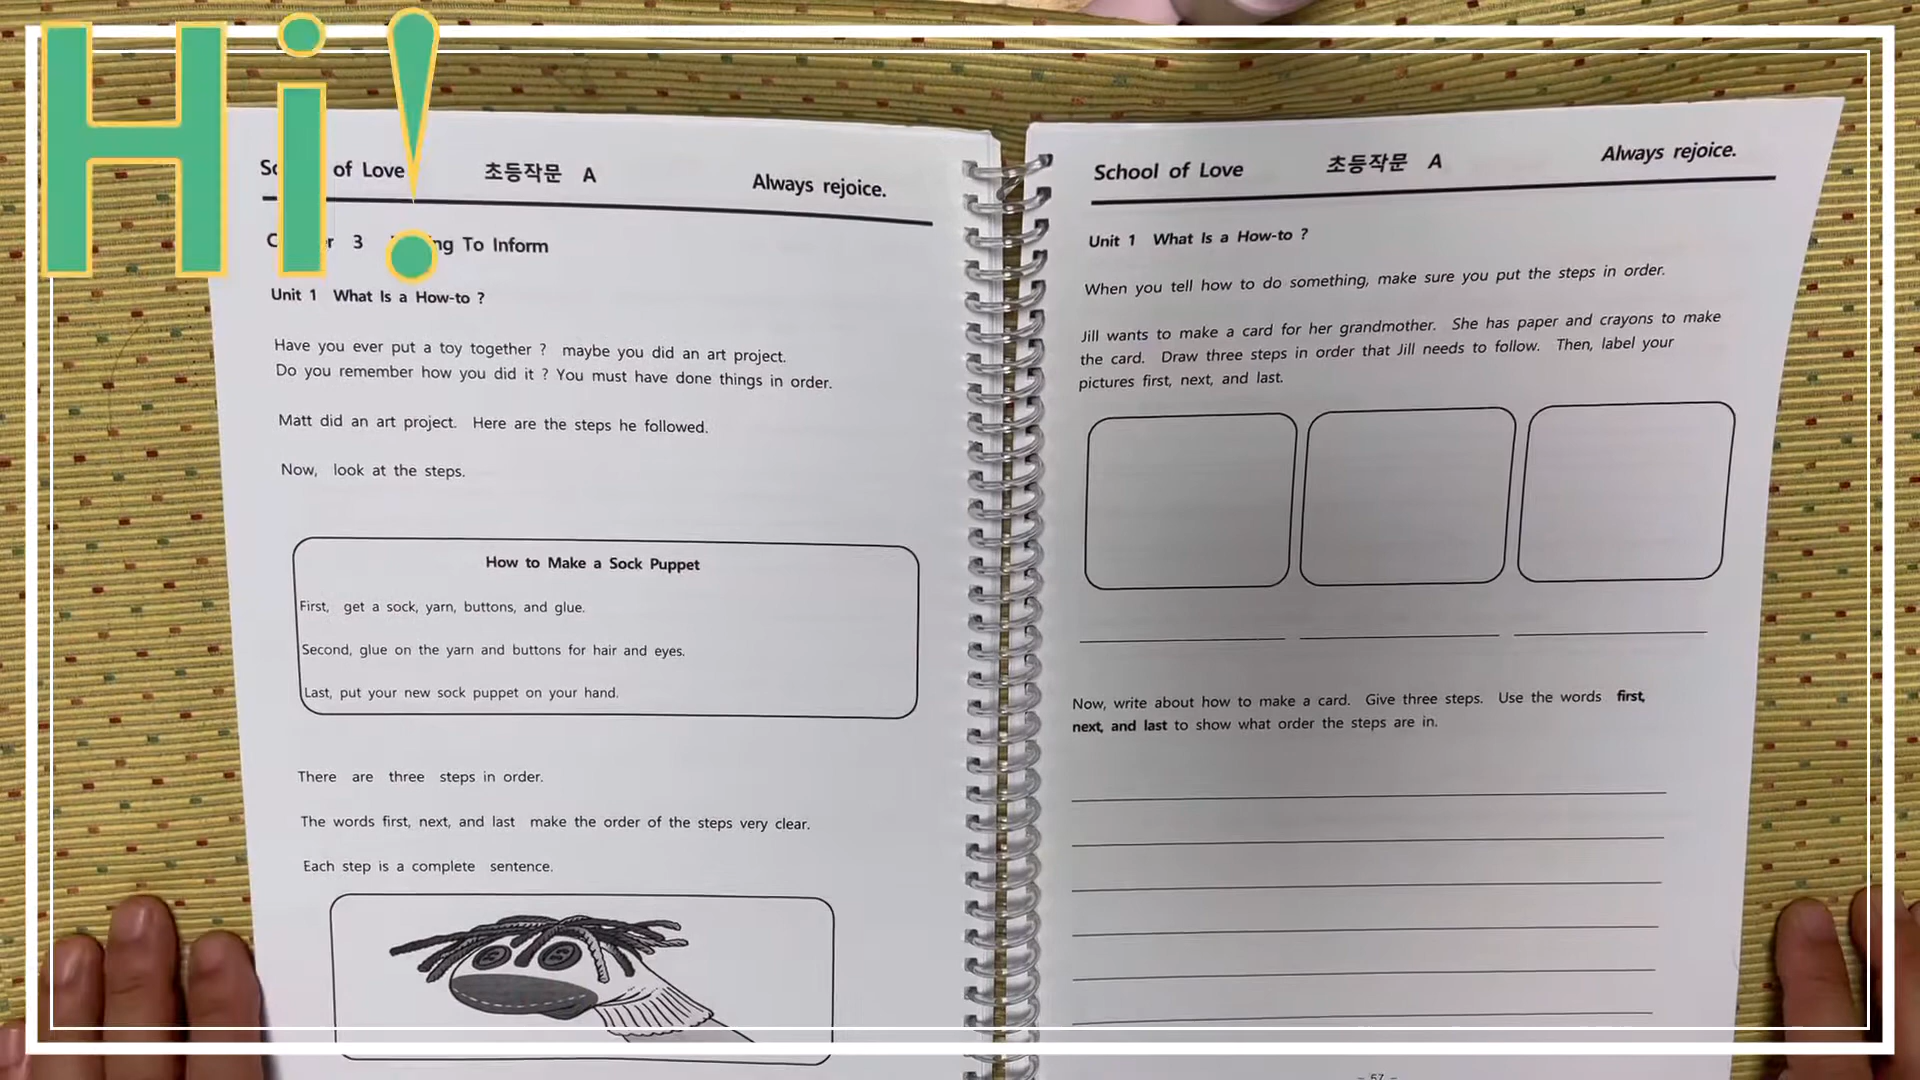 Hi!
of Love 초등작문 A Always rejoice.
3 To Inform
Unit 1 What Is a How-to ?
Have you ever put a toy together ? maybe you did an art project.
Do you remember how you did it ? You must have done things in order.
Matt did an art project. Here are the steps he followed.
Now, look at the steps.
How to Make a Sock Puppet
First, get a sock, yarn, buttons, and glue.
Second, glue on the yarn and buttons for hair and eyes.
Last, put your new sock puppet on your hand.
There are three steps in order.
The words first, next, and last make the order of the steps very clear.
Each step is a complete sentence.
School of Love 초등작문 A Always rejoice.
Unit 1 What Is a How-to ?
When you tell how to do something, make sure you put the steps in order.
Jill wants to make a card for her grandmother. She has paper and crayons to make
the card. Draw three steps in order that Jill needs to follow. Then, label your
pictures first, next, and last.
Now, write about how to make a card. Give three steps. Use the words first,
next, and last to show what order the steps are in.
- 57 -